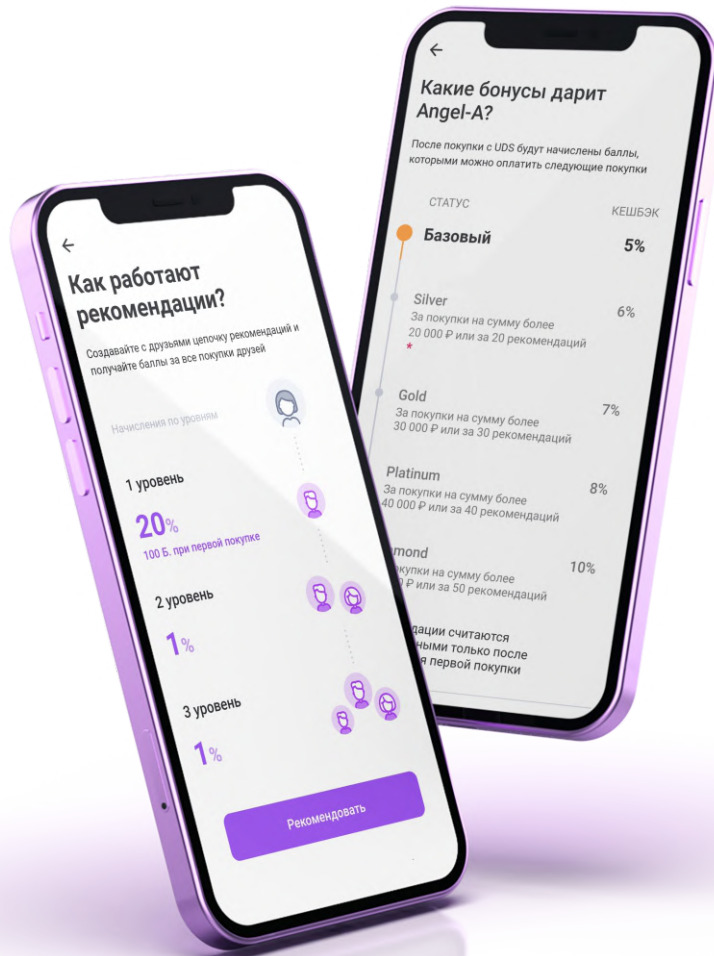 Как работают
рекомендации?
Создавайте с друзьями цепочку рекомендаций и
получайте баллы за все покупки друзей
Начисления по уровням
1 уровень
20%
100 Б. при первой покупке
2 уровень
1%
3 уровень
1%
Рекомендовать
Какие бонусы дарит
Angel-A?
После покупки с UDS будут начислены баллы,
которыми можно оплатить следующие покупки
СТАТУС КЕШБЭК
Базовый 5%
Silver 6%
За покупки на сумму более
20 000 ₽ или за 20 рекомендаций
*
Gold 7%
За покупки на сумму более
30 000 ₽ или за 30 рекомендаций
Platinum 8%
За покупки на сумму более
40 000 ₽ или за 40 рекомендаций
mond 10%
окупки на сумму более
0 ₽ или за 50 рекомендаций
дации считаются
ными только после
я первой покупки